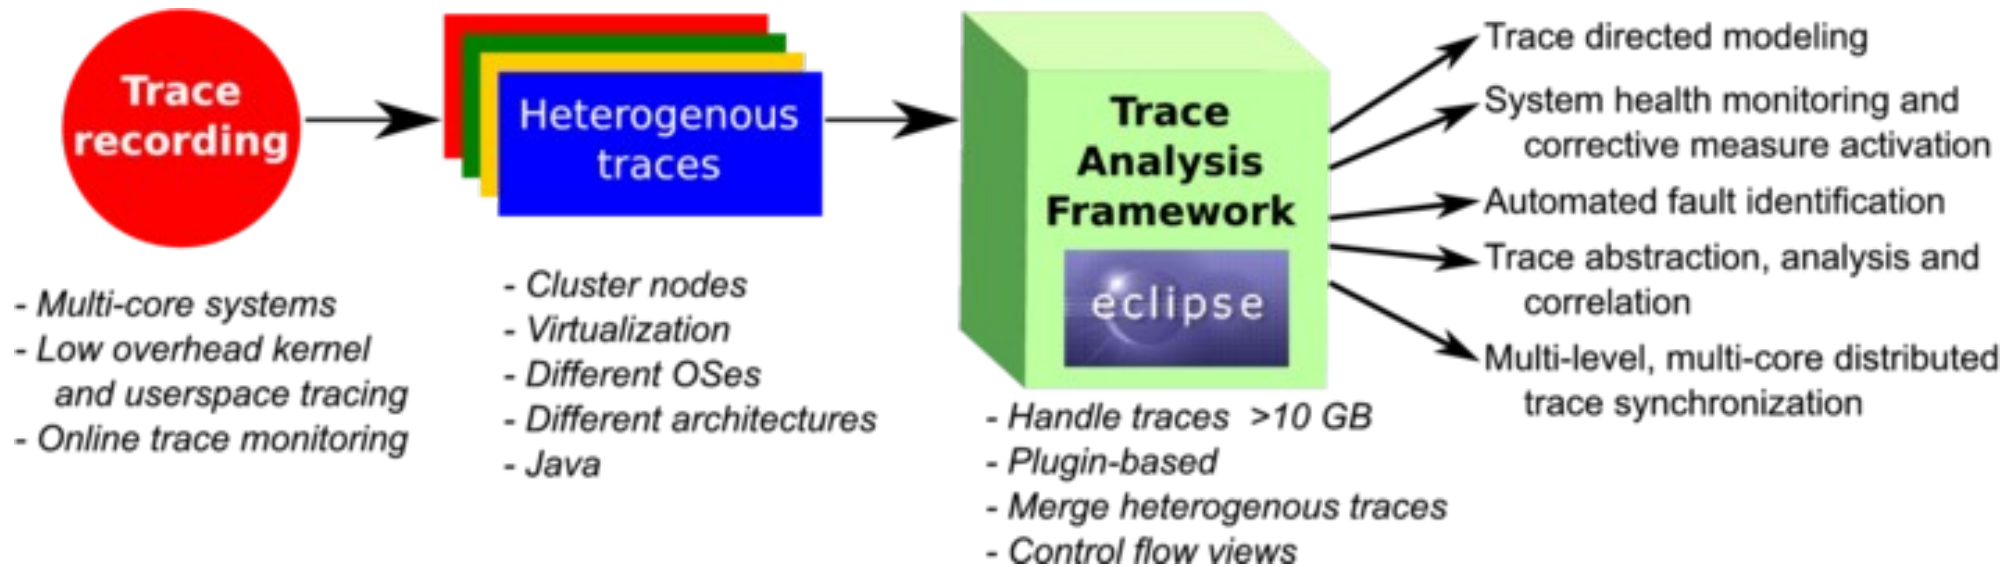 Trace
recording
- Multi-core systems
- Low overhead kernel
and userspace tracing
- Online trace monitoring
Heterogenous
traces
- Cluster nodes
- Virtualization
- Different OSes
- Different architectures
- Java
Trace
Analysis
Framework
eclipse
- Handle traces >10 GB
- Plugin-based
- Merge heterogenous traces
- Control flow views
Trace directed modeling
System health monitoring and
corrective measure activation
Automated fault identification
Trace abstraction, analysis and
correlation
Multi-level, multi-core distributed
trace synchronization